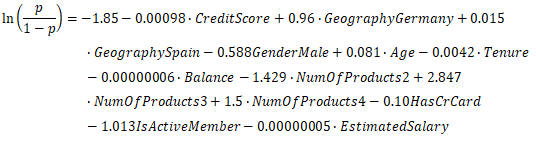 ln(p/(1 − p)) = −1.85 − 0.00098 · CreditScore + 0.96 · GeographyGermany + 0.015
· GeographySpain − 0.588GenderMale + 0.081 · Age − 0.0042 · Tenure
− 0.00000006 · Balance − 1.429 · NumOfProducts2 + 2.847
· NumOfProducts3 + 1.5 · NumOfProducts4 − 0.10HasCrCard
− 1.013IsActiveMember − 0.00000005 · EstimatedSalary